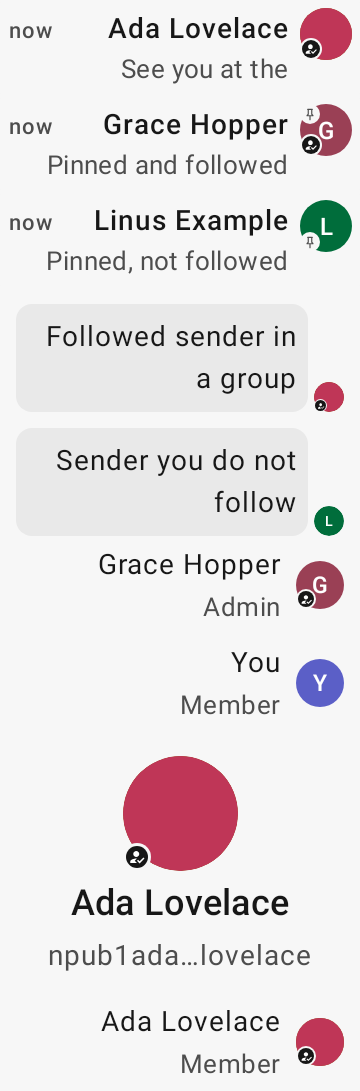 now Ada Lovelace
See you at the
now Grace Hopper G
Pinned and followed
now Linus Example L
Pinned, not followed
Followed sender in
a group
Sender you do not
follow
L
Grace Hopper G
Admin
You Y
Member
Ada Lovelace
npub1ada…lovelace
Ada Lovelace
Member